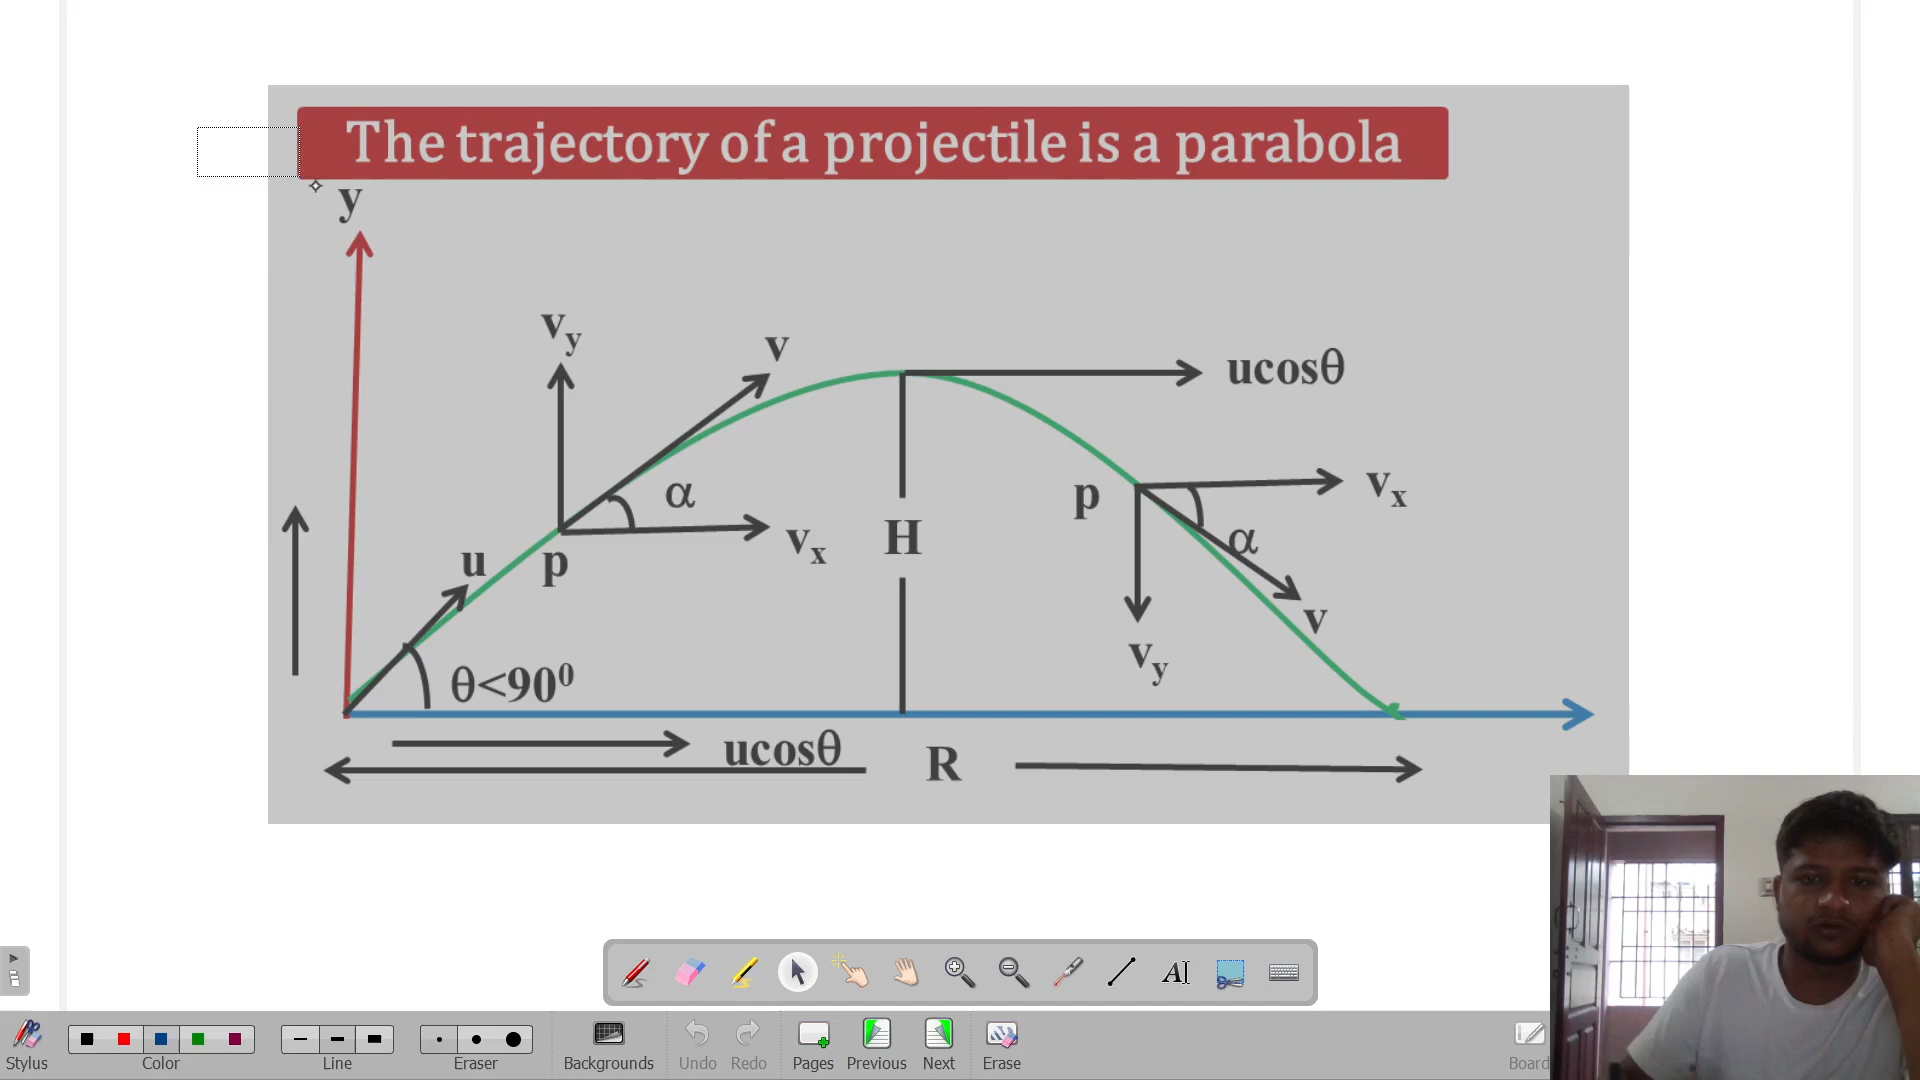 The trajectory of a projectile is a parabola
y
vy
v
ucosθ
α
vx
p
vx
H
u
p
α
v
θ<90⁰
vy
ucosθ
R
AI
Stylus
Color
Line
Eraser
Backgrounds
Undo
Redo
Pages
Previous
Next
Erase
Board